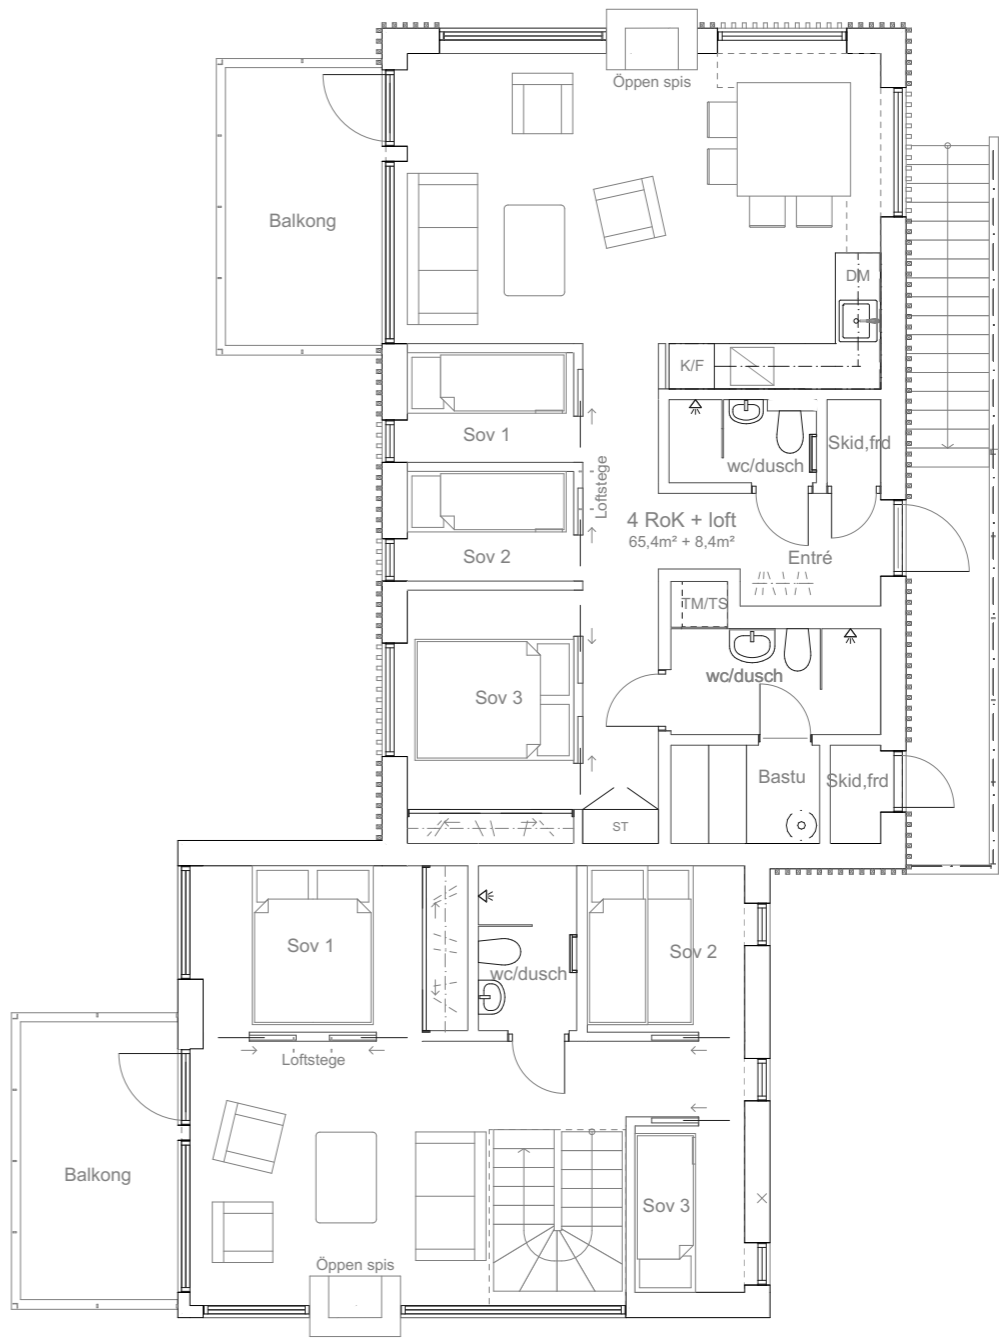 Öppen spis
Balkong
DM
K/F
Sov 1
Skid,frd
wc/dusch
Loftstege
4 RoK + loft
65,4m² + 8,4m²
Sov 2
Entré
TM/TS
wc/dusch
Sov 3
Bastu
Skid,frd
ST
Sov 1
Sov 2
wc/dusch
Loftstege
Balkong
Sov 3
Öppen spis